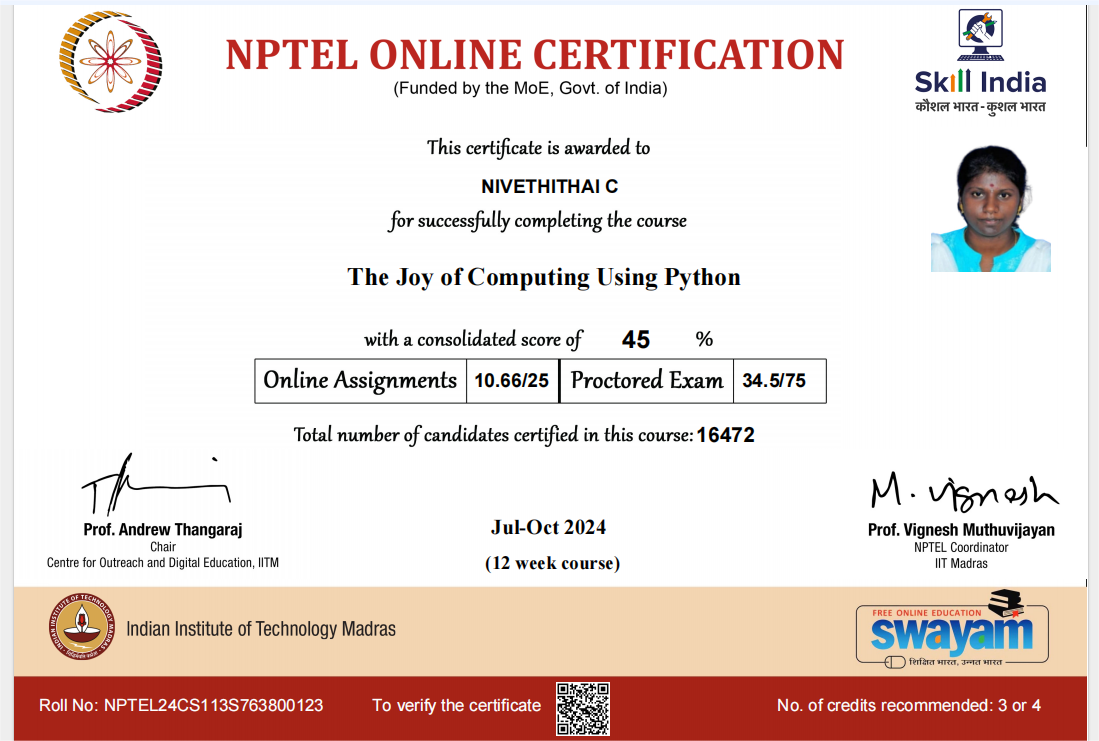 NPTEL ONLINE CERTIFICATION
(Funded by the MoE, Govt. of India)
Skill India
कौशल भारत - कुशल भारत
This certificate is awarded to
NIVETHITHAI C
for successfully completing the course
The Joy of Computing Using Python
with a consolidated score of 45 %
Online Assignments 10.66/25 Proctored Exam 34.5/75
Total number of candidates certified in this course: 16472
Prof. Andrew Thangaraj
Chair
Centre for Outreach and Digital Education, IITM
Jul-Oct 2024
(12 week course)
M. Vignesh
Prof. Vignesh Muthuvijayan
NPTEL Coordinator
IIT Madras
INDIAN INSTITUTE OF TECHNOLOGY MADRAS
Indian Institute of Technology Madras
FREE ONLINE EDUCATION
swayam
शिक्षित भारत, उन्नत भारत
Roll No: NPTEL24CS113S763800123
To verify the certificate
No. of credits recommended: 3 or 4